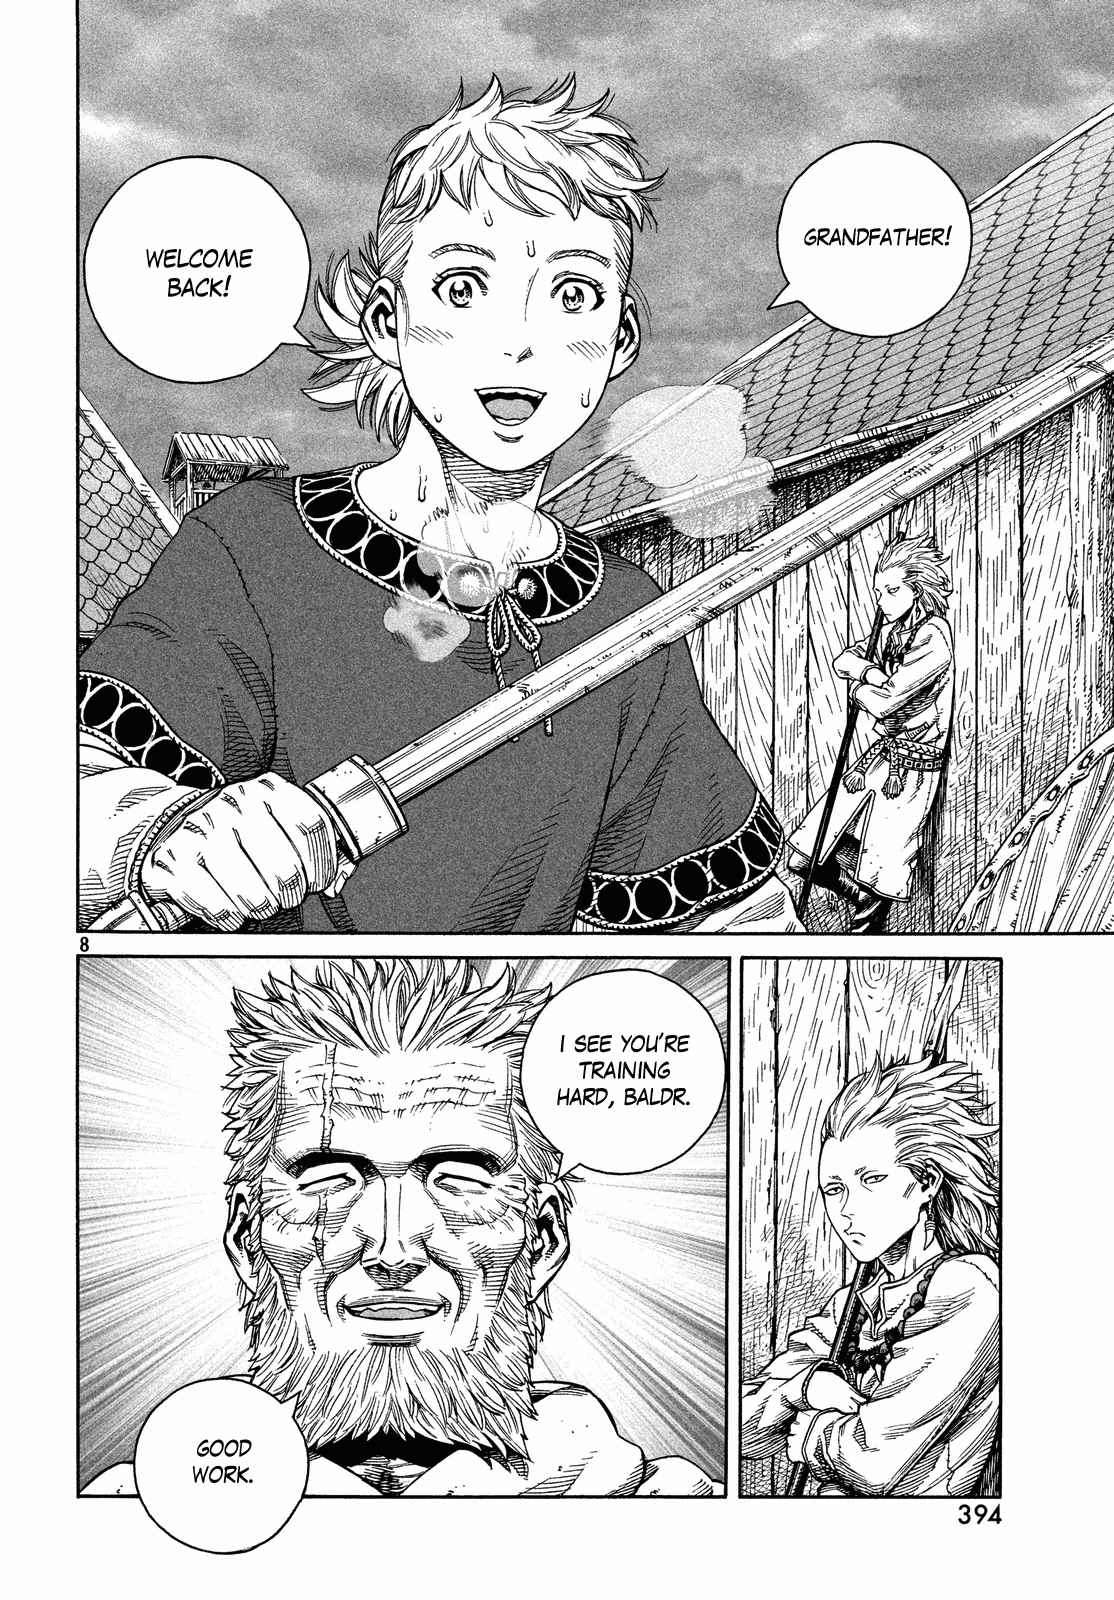 GRANDFATHER!
WELCOME
BACK!
8
I SEE YOU'RE
TRAINING
HARD, BALDR.
GOOD
WORK.
394